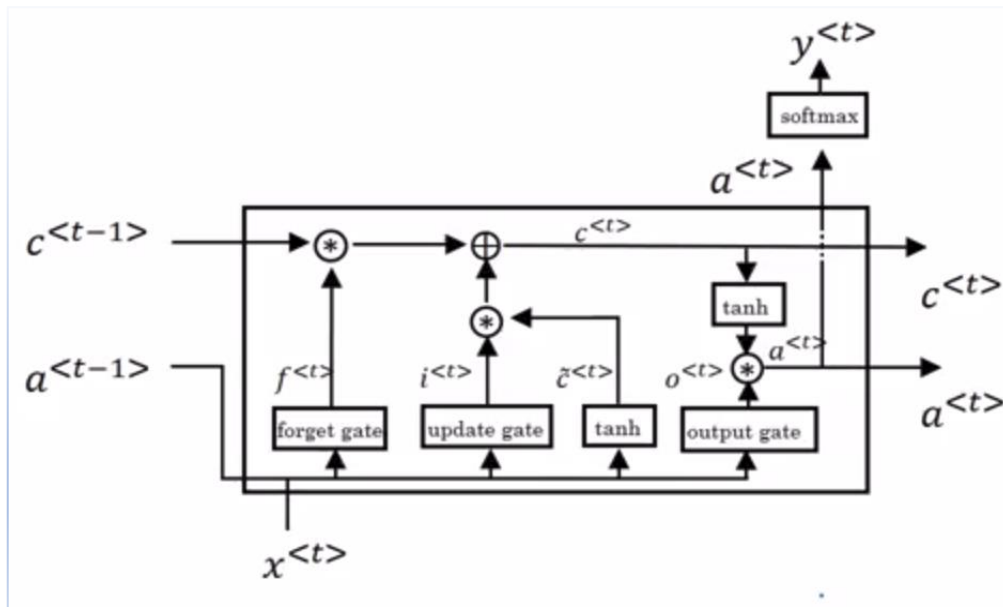 y<t>
softmax
a<t>
c<t−1>
c<t>
c<t>
tanh
a<t−1>
f<t>
i<t>
c̃<t>
o<t>
a<t>
a<t>
forget gate
update gate
tanh
output gate
x<t>